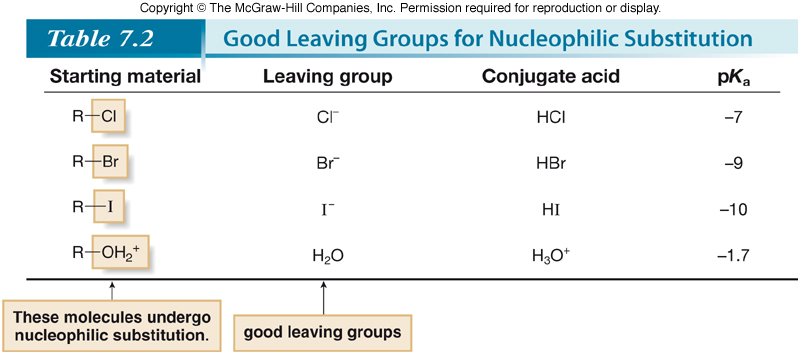 Copyright © The McGraw-Hill Companies, Inc. Permission required for reproduction or display.
Table 7.2 Good Leaving Groups for Nucleophilic Substitution
Starting material Leaving group Conjugate acid pKₐ
R–Cl Cl⁻ HCl –7
R–Br Br⁻ HBr –9
R–I I⁻ HI –10
R–OH₂⁺ H₂O H₃O⁺ –1.7
These molecules undergo
nucleophilic substitution.
good leaving groups